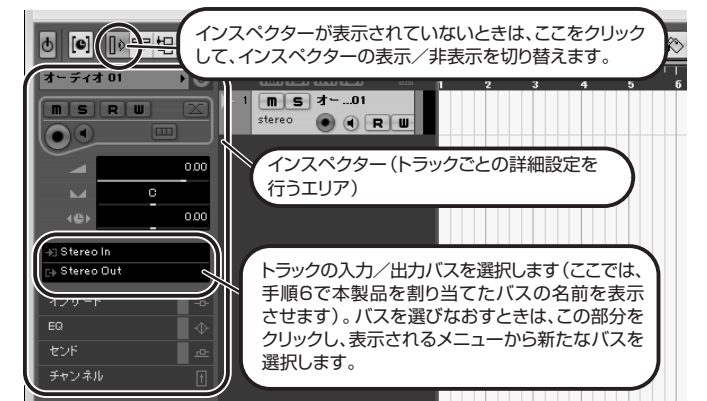 インスペクターが表示されていないときは、ここをクリック
して、インスペクターの表示／非表示を切り替えます。
オーディオ 01
m S R W
1 m S オー...01
stereo R W
1 2 3 4 5 6
0.00
C
0.00
インスペクター（トラックごとの詳細設定を
行うエリア）
Stereo In
Stereo Out
トラックの入力／出力バスを選択します（ここでは、
手順6で本製品を割り当てたバスの名前を表示
させます）。バスを選びなおすときは、この部分を
クリックし、表示されるメニューから新たなバスを
選択します。
インサート
EQ
センド
チャンネル